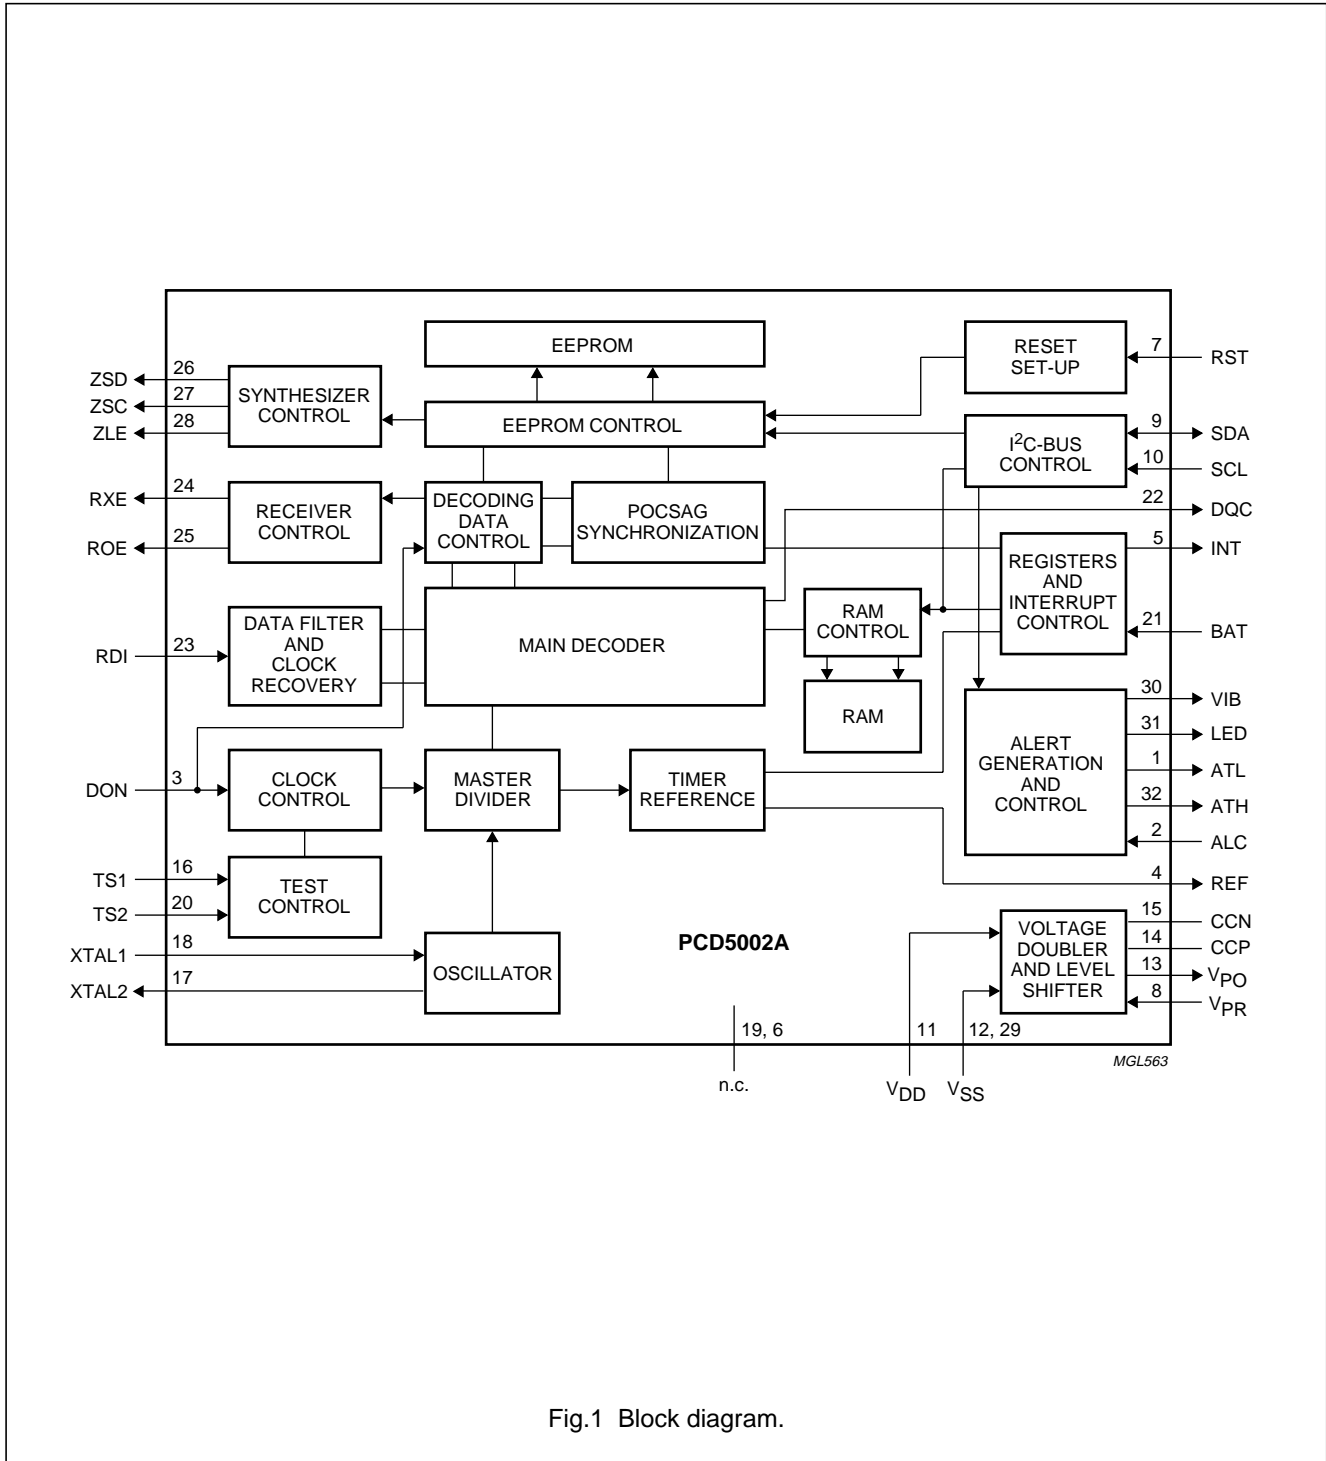 EEPROM
RESET
SET-UP
7
RST
ZSD
26
ZSC
27
ZLE
28
SYNTHESIZER
CONTROL
EEPROM CONTROL
I2C-BUS
CONTROL
9
SDA
10
SCL
RXE
24
ROE
25
RECEIVER
CONTROL
DECODING
DATA
CONTROL
POCSAG
SYNCHRONIZATION
22
DQC
5
INT
REGISTERS
AND
INTERRUPT
CONTROL
21
BAT
RDI
23
DATA FILTER
AND
CLOCK
RECOVERY
MAIN DECODER
RAM
CONTROL
RAM
30
VIB
31
LED
1
ATL
32
ATH
2
ALC
ALERT
GENERATION
AND
CONTROL
DON
3
CLOCK
CONTROL
MASTER
DIVIDER
TIMER
REFERENCE
4
REF
TS1
16
TS2
20
TEST
CONTROL
XTAL1
18
XTAL2
17
OSCILLATOR
PCD5002A
VOLTAGE
DOUBLER
AND LEVEL
SHIFTER
15
CCN
14
CCP
13
VPO
8
VPR
19, 6
11
12, 29
n.c.
VDD
VSS
MGL563
Fig.1 Block diagram.